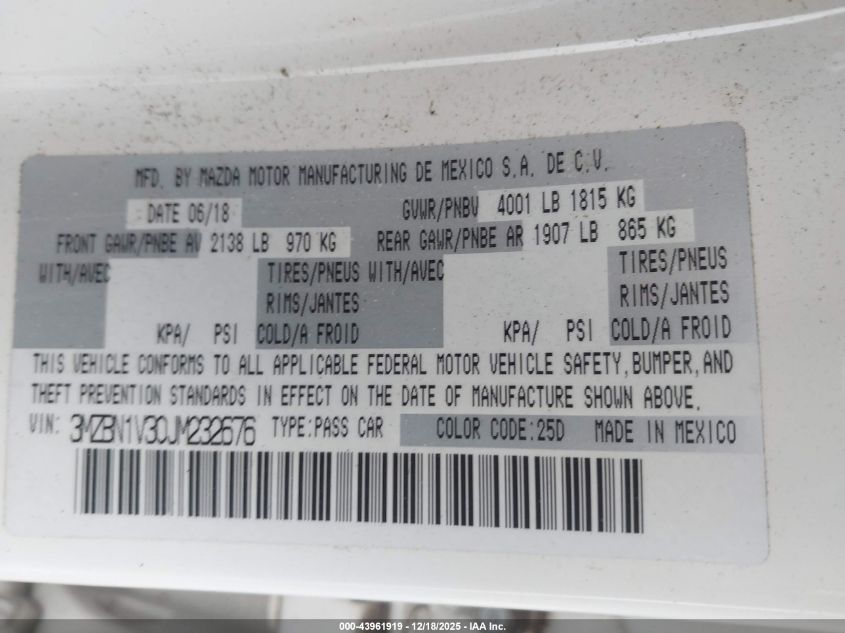 MFD. BY MAZDA MOTOR MANUFACTURING DE MEXICO S.A. DE C.V.
DATE 06/18 GVWR/PNBV 4001 LB 1815 KG
FRONT GAWR/PNBE AV 2138 LB 970 KG REAR GAWR/PNBE AR 1907 LB 865 KG
WITH/AVEC TIRES/PNEUS WITH/AVEC TIRES/PNEUS
RIMS/JANTES RIMS/JANTES
KPA/ PSI COLD/A FROID KPA/ PSI COLD/A FROID
THIS VEHICLE CONFORMS TO ALL APPLICABLE FEDERAL MOTOR VEHICLE SAFETY,BUMPER,AND
THEFT PREVENTION STANDARDS IN EFFECT ON THE DATE OF MANUFACTURE SHOWN ABOVE.
VIN: 3MZBN1V30JM232676 TYPE:PASS CAR COLOR CODE:25D MADE IN MEXICO
000-43961919 - 12/18/2025 - IAA Inc.